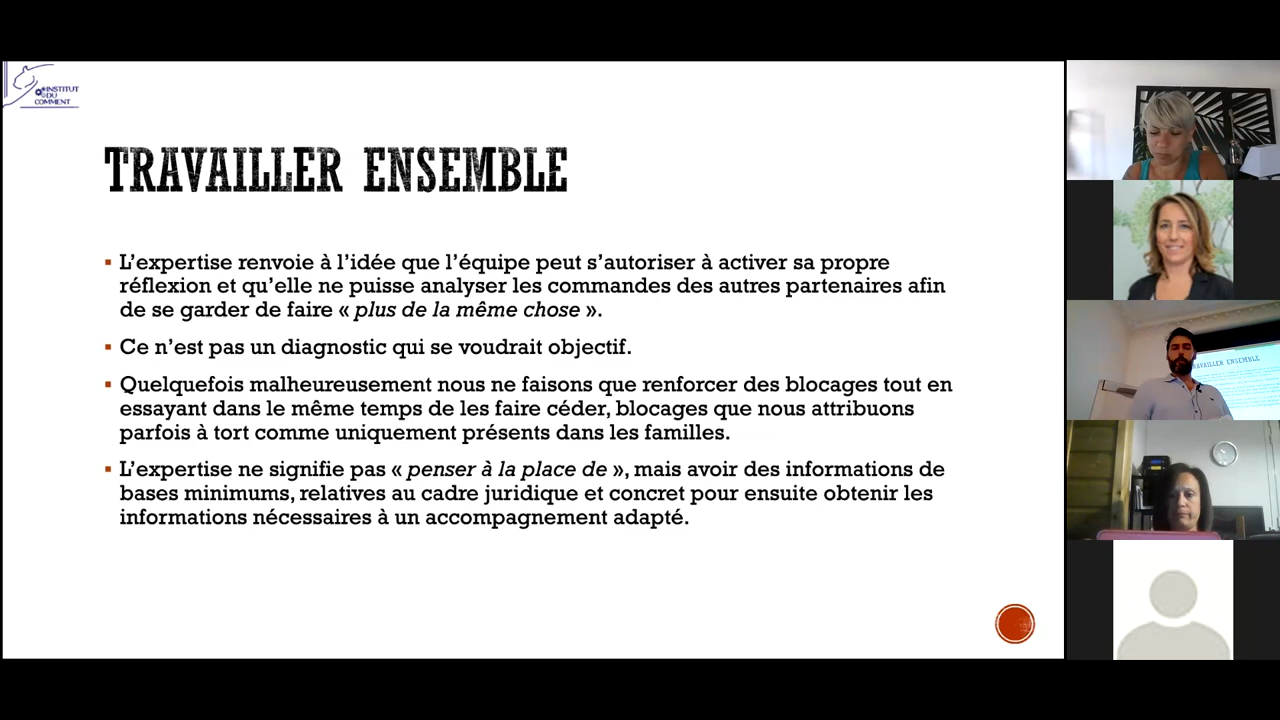 INSTITUT
DU
COMMENT
TRAVAILLER ENSEMBLE
L’expertise renvoie à l’idée que l’équipe peut s’autoriser à activer sa propre
réflexion et qu’elle ne puisse analyser les commandes des autres partenaires afin
de se garder de faire « plus de la même chose ».
Ce n’est pas un diagnostic qui se voudrait objectif.
Quelquefois malheureusement nous ne faisons que renforcer des blocages tout en
essayant dans le même temps de les faire céder, blocages que nous attribuons
parfois à tort comme uniquement présents dans les familles.
L’expertise ne signifie pas « penser à la place de », mais avoir des informations de
bases minimums, relatives au cadre juridique et concret pour ensuite obtenir les
informations nécessaires à un accompagnement adapté.
TRAVAILLER ENSEMBLE